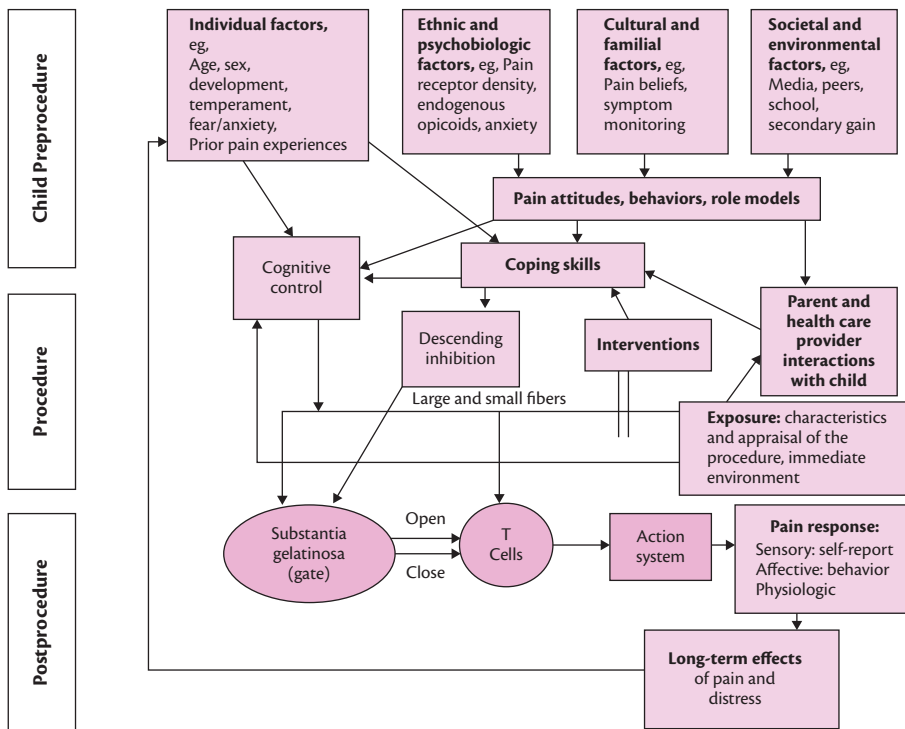 Child Preprocedure
Individual factors,
eg,
Age, sex,
development,
temperament,
fear/anxiety,
Prior pain experiences
Ethnic and
psychobiologic
factors, eg, Pain
receptor density,
endogenous
opicoids, anxiety
Cultural and
familial
factors, eg,
Pain beliefs,
symptom
monitoring
Societal and
environmental
factors, eg,
Media, peers,
school,
secondary gain
Pain attitudes, behaviors, role models
Cognitive
control
Coping skills
Procedure
Descending
inhibition
Interventions
Parent and
health care
provider
interactions
with child
Large and small fibers
Exposure: characteristics
and appraisal of the
procedure, immediate
environment
Postprocedure
Substantia
gelatinosa
(gate)
Open
Close
T
Cells
Action
system
Pain response:
Sensory: self-report
Affective: behavior
Physiologic
Long-term effects
of pain and
distress